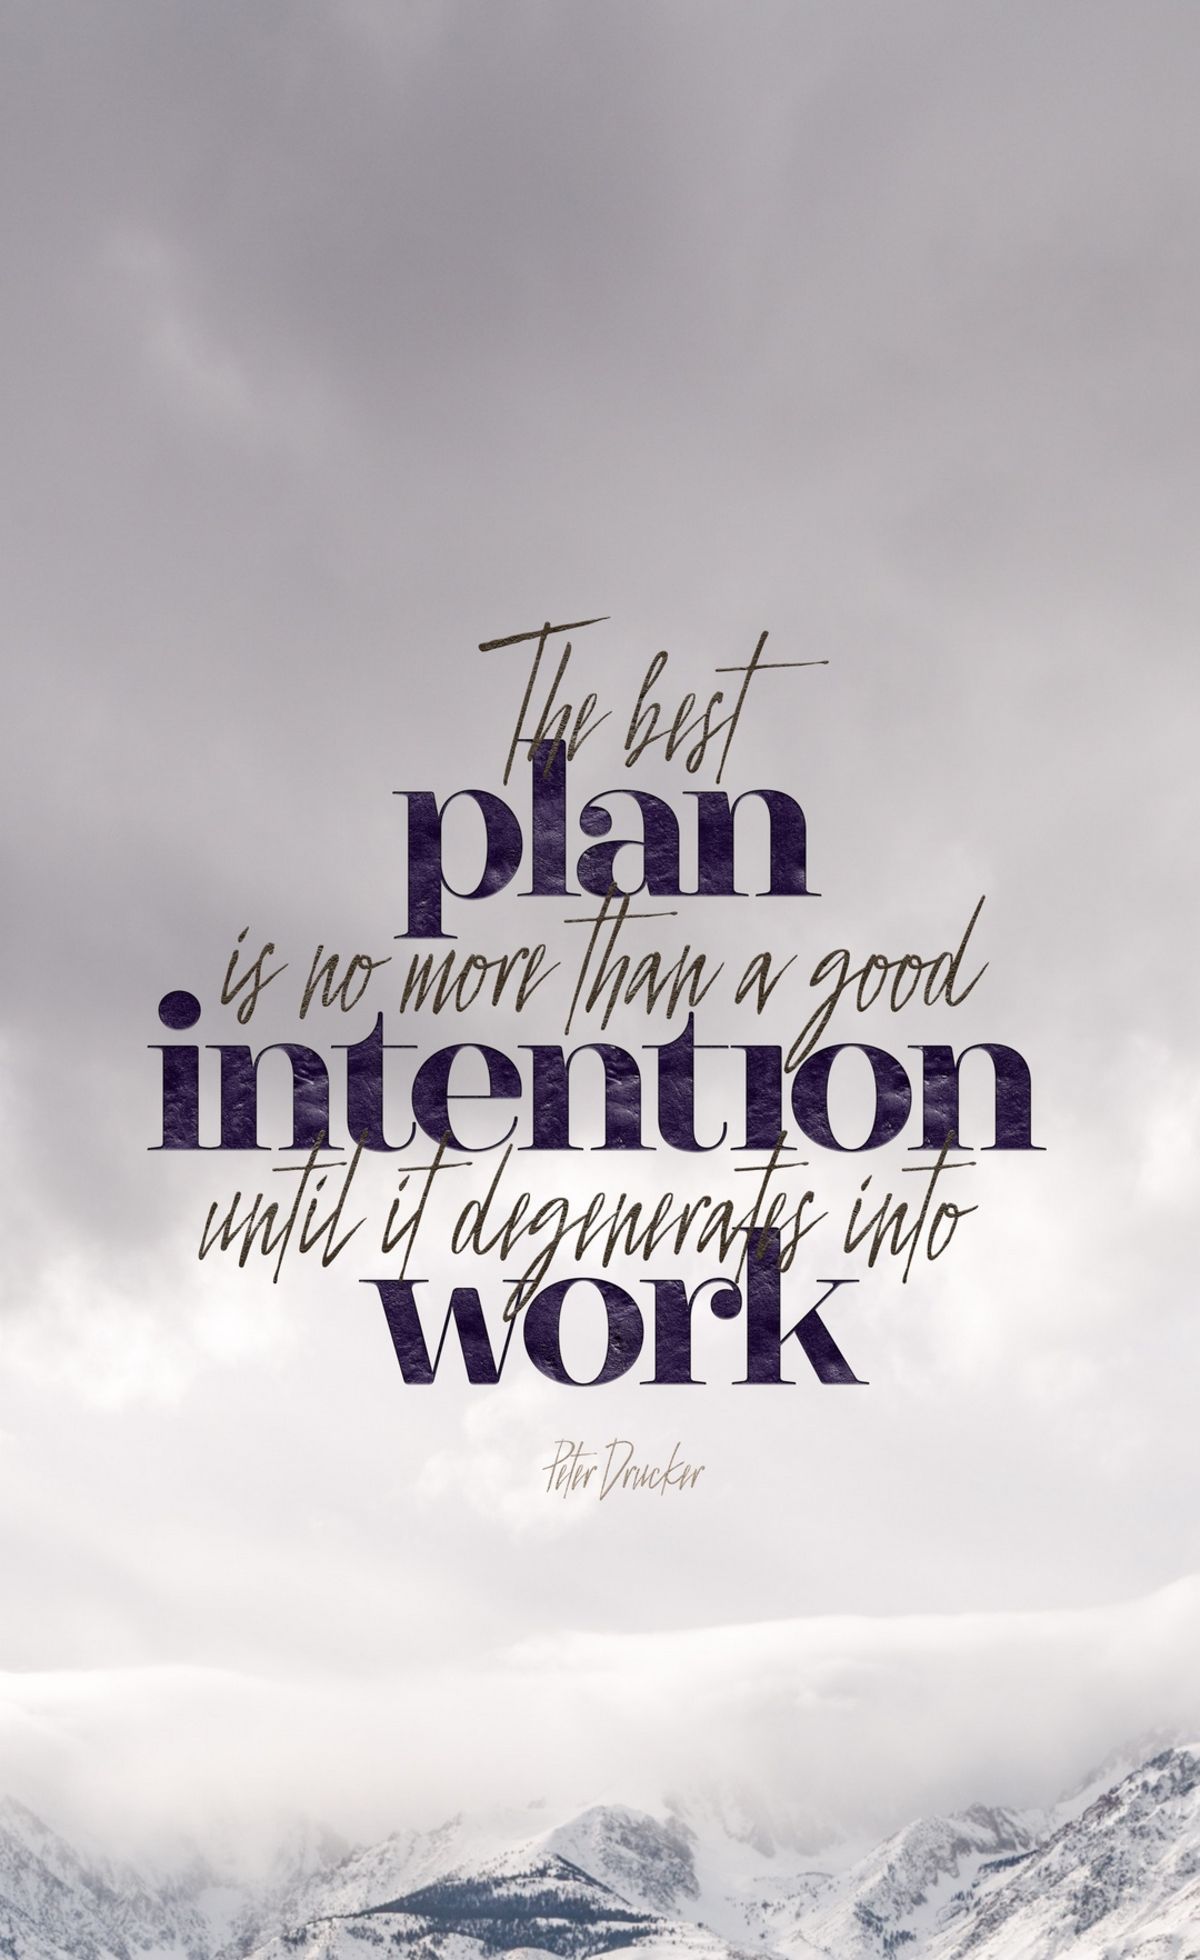 The best
plan
is no more than a good
intention
until it degenerates into
work
Peter Drucker